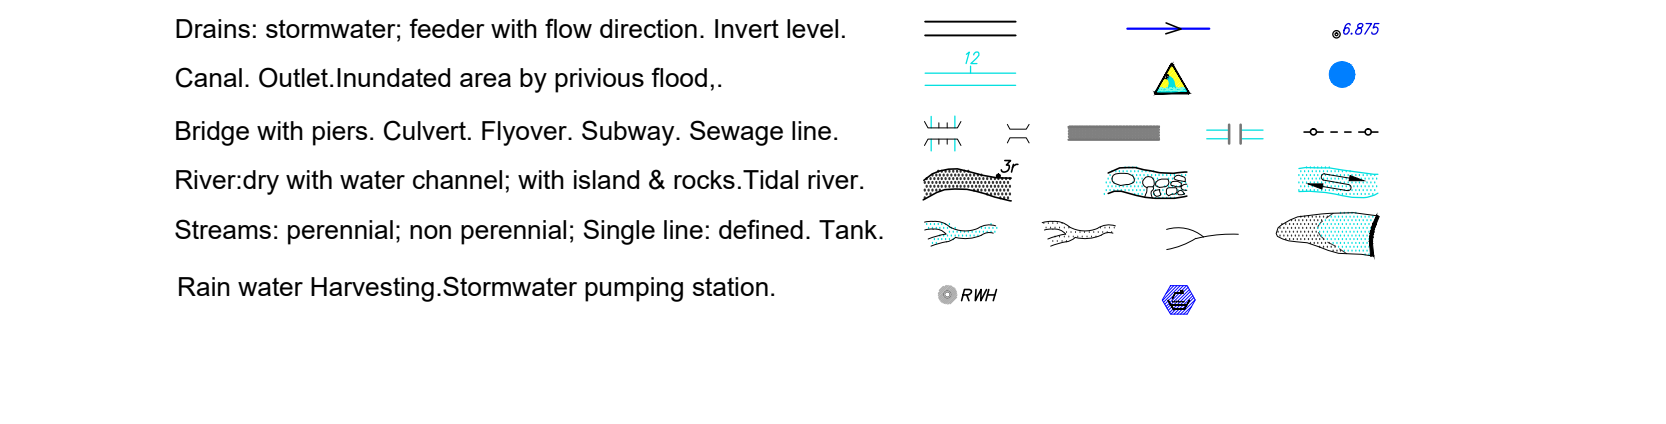 Drains: stormwater; feeder with flow direction. Invert level. 6.875
Canal. Outlet.Inundated area by privious flood,. 12
Bridge with piers. Culvert. Flyover. Subway. Sewage line.
River:dry with water channel; with island & rocks.Tidal river. 3r
Streams: perennial; non perennial; Single line: defined. Tank.
Rain water Harvesting.Stormwater pumping station. RWH